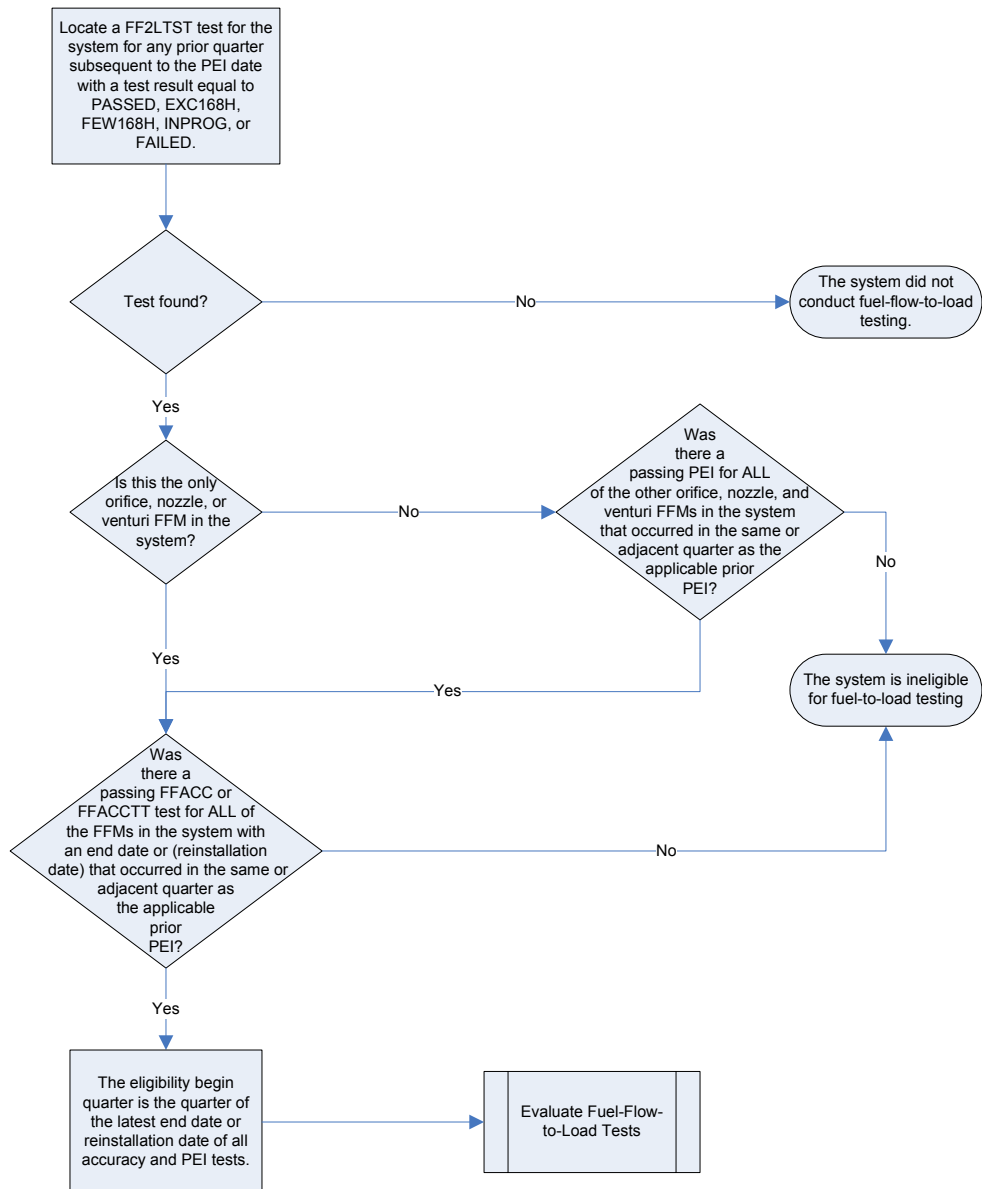 Locate a FF2LTST test for the
system for any prior quarter
subsequent to the PEI date
with a test result equal to
PASSED, EXC168H,
FEW168H, INPROG, or
FAILED.
Test found?
No
The system did not
conduct fuel-flow-to-load
testing.
Yes
Is this the only
orifice, nozzle, or
venturi FFM in the
system?
No
Was
there a
passing PEI for ALL
of the other orifice, nozzle, and
venturi FFMs in the system
that occurred in the same or
adjacent quarter as the
applicable prior
PEI?
No
Yes
Yes
The system is ineligible
for fuel-to-load testing
Was
there a
passing FFACC or
FFACCTT test for ALL of
the FFMs in the system with
an end date or (reinstallation
date) that occurred in the same or
adjacent quarter as
the applicable
prior
PEI?
No
Yes
The eligibility begin
quarter is the quarter of
the latest end date or
reinstallation date of all
accuracy and PEI tests.
Evaluate Fuel-Flow-
to-Load Tests